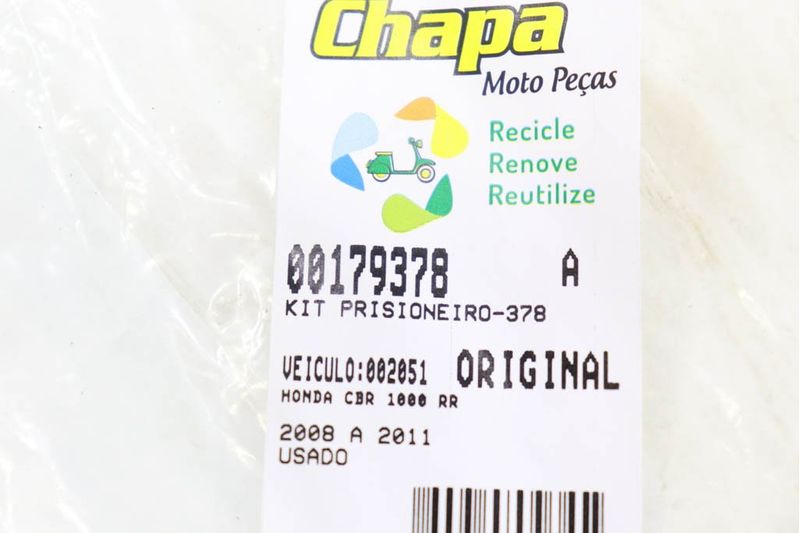 Chapa
Moto Peças
Recicle
Renove
Reutilize
00179378 A
KIT PRISIONEIRO-378
VEICULO:002051 ORIGINAL
HONDA CBR 1000 RR
2008 A 2011
USADO